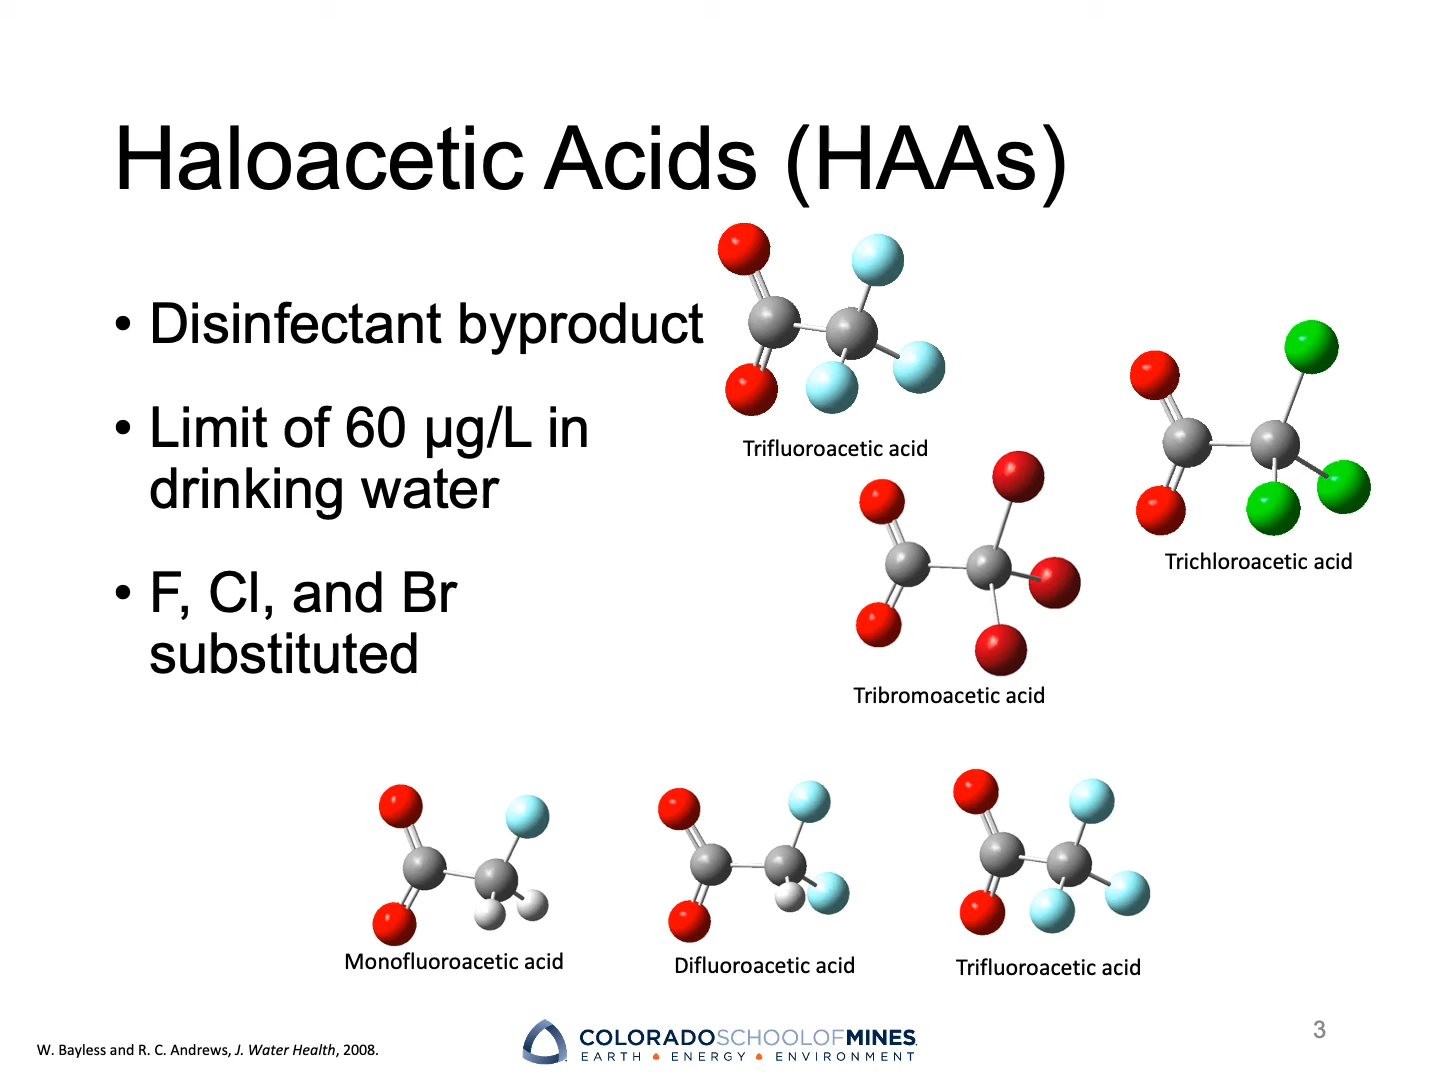 Haloacetic Acids (HAAs)
• Disinfectant byproduct
• Limit of 60 µg/L in
drinking water
• F, Cl, and Br
substituted
Trifluoroacetic acid
Trichloroacetic acid
Tribromoacetic acid
Monofluoroacetic acid
Difluoroacetic acid
Trifluoroacetic acid
W. Bayless and R. C. Andrews, J. Water Health, 2008.
COLORADOSCHOOLOFMINES
EARTH • ENERGY • ENVIRONMENT
3